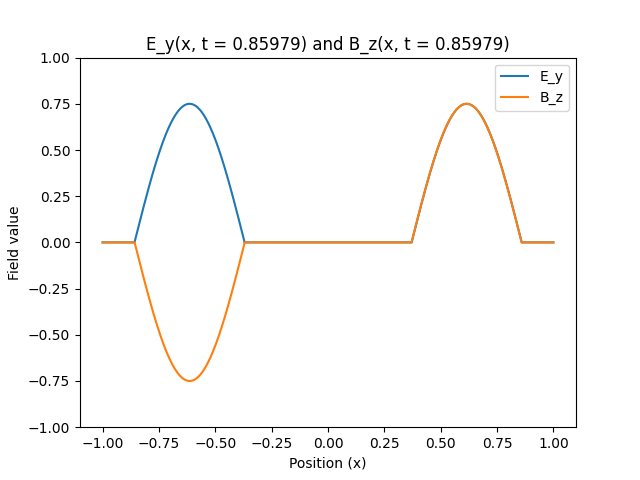 E_y(x, t = 0.85979) and B_z(x, t = 0.85979)
E_y
B_z
1.00
0.75
0.50
0.25
0.00
−0.25
−0.50
−0.75
−1.00
Field value
−1.00 −0.75 −0.50 −0.25 0.00 0.25 0.50 0.75 1.00
Position (x)